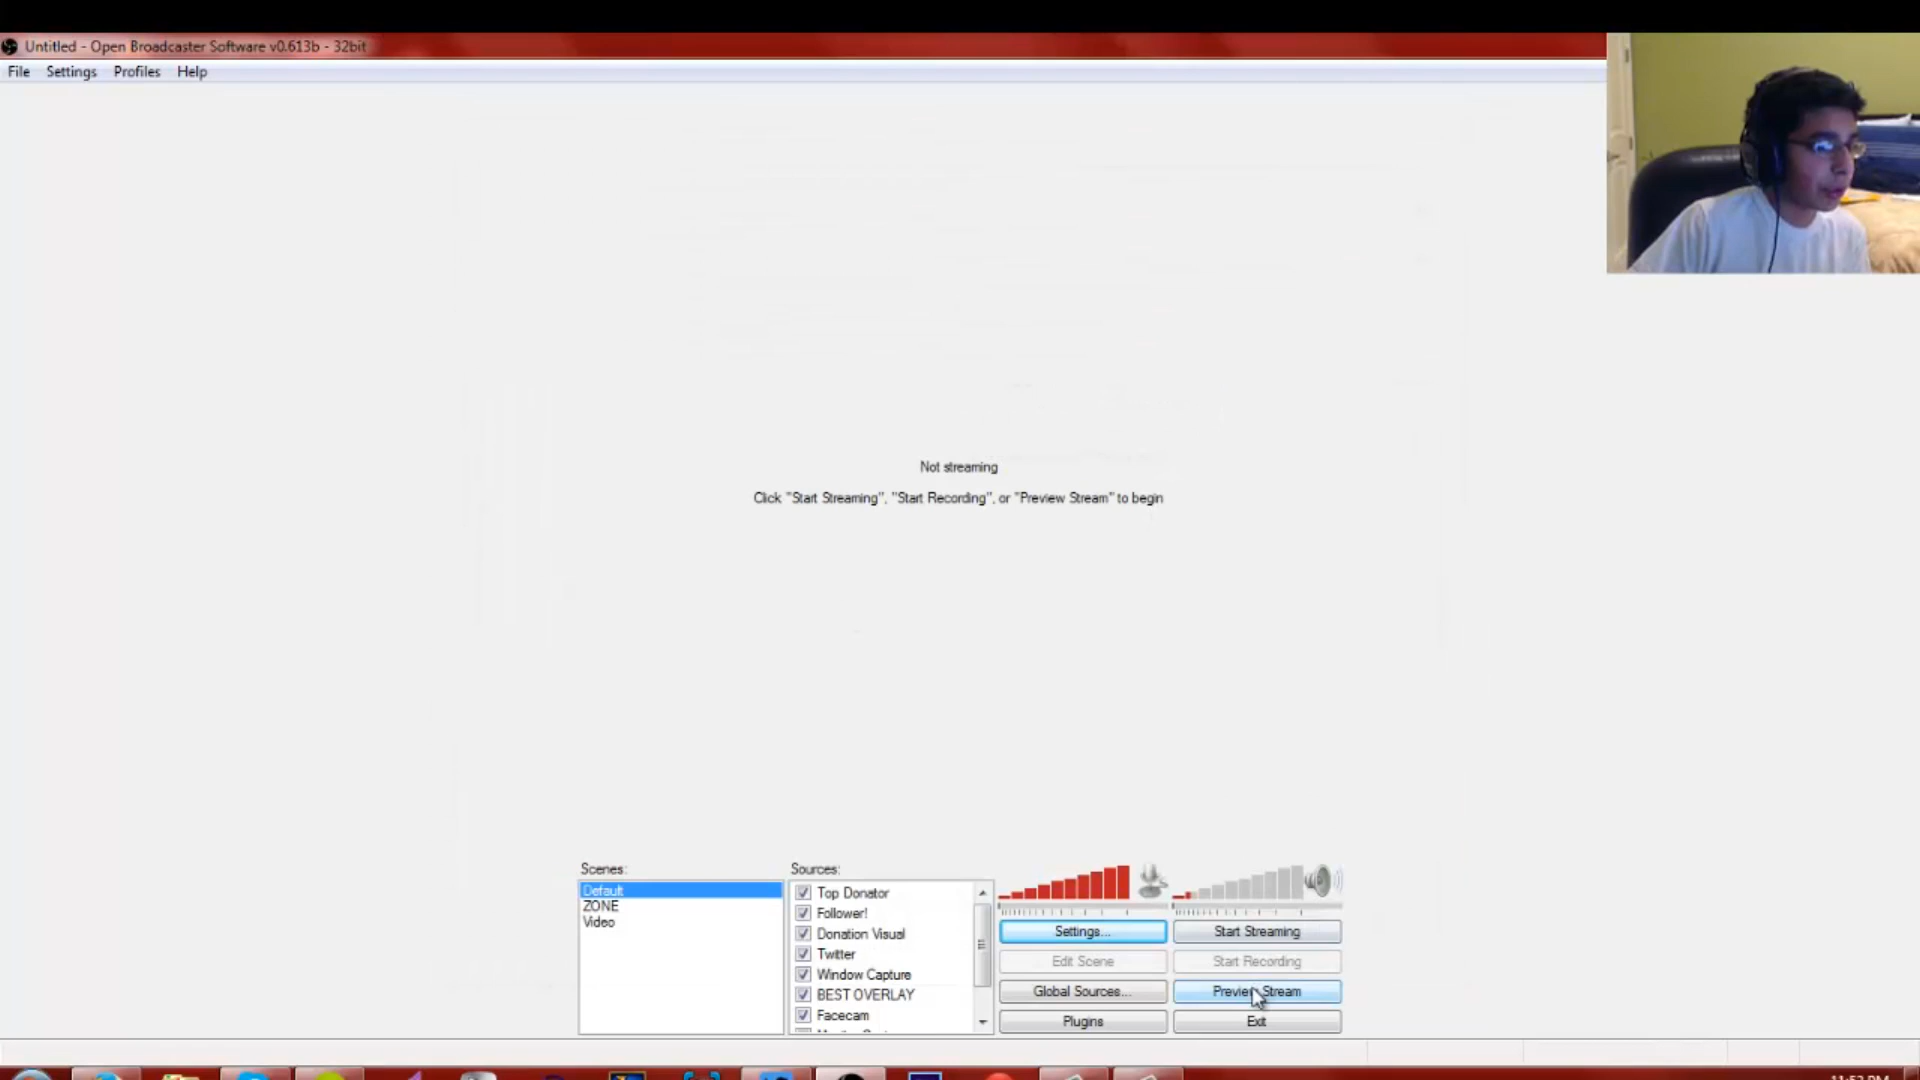 Untitled - Open Broadcaster Software v0.613b - 32bit
File Settings Profiles Help
Not streaming
Click "Start Streaming", "Start Recording", or "Preview Stream" to begin
Scenes:
Default
ZONE
Video
Sources:
Top Donator
Follower!
Donation Visual
Twitter
Window Capture
BEST OVERLAY
Facecam
Settings...
Start Streaming
Edit Scene
Start Recording
Global Sources...
Preview Stream
Plugins
Exit